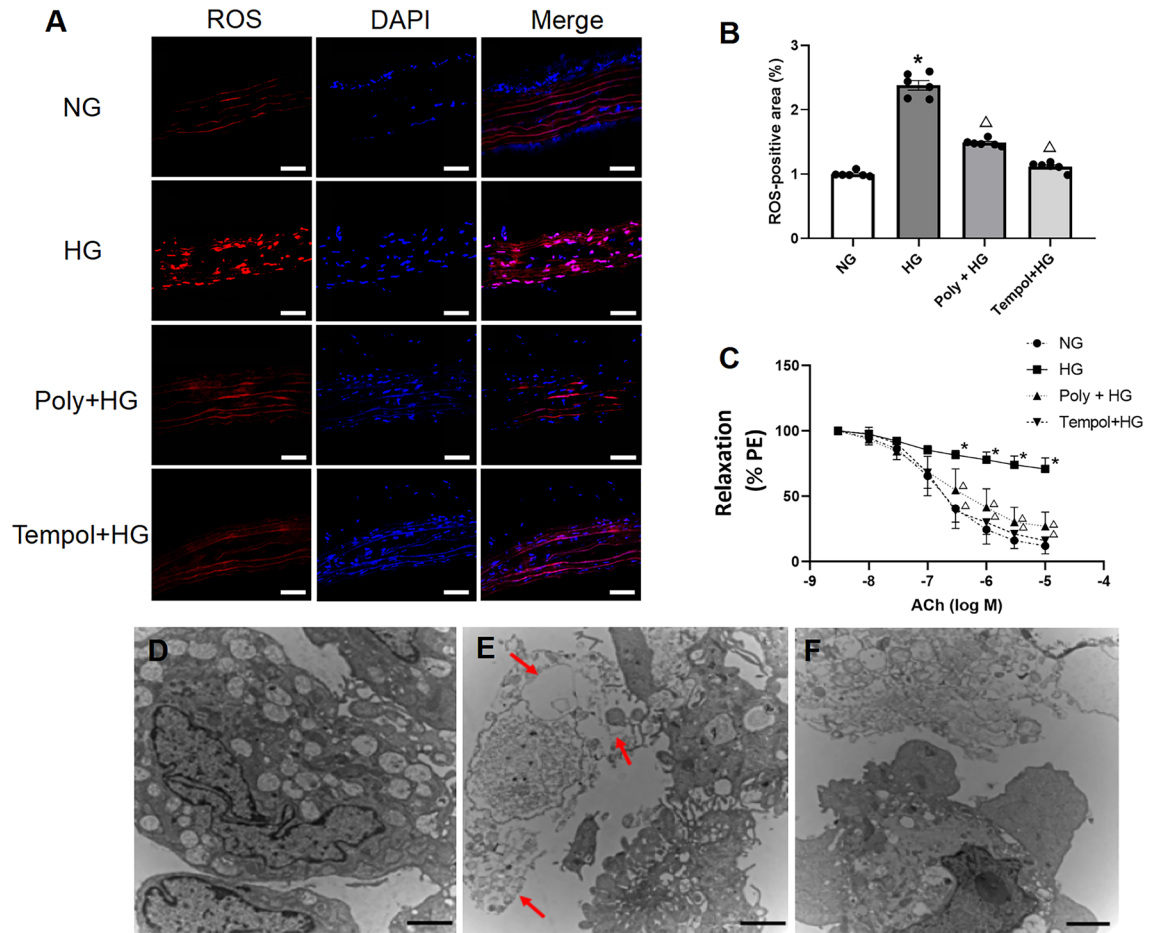 A
ROS DAPI Merge
NG
HG
Poly+HG
Tempol+HG
B
ROS-positive area (%)
3
2
1
0
*
△
△
NG HG Poly + HG Tempol+HG
C
NG
HG
Poly + HG
Tempol+HG
Relaxation
(% PE)
150
100
50
0
* * * *
△ △ △ △
△ △ △ △
-9 -8 -7 -6 -5 -4
ACh (log M)
D E F